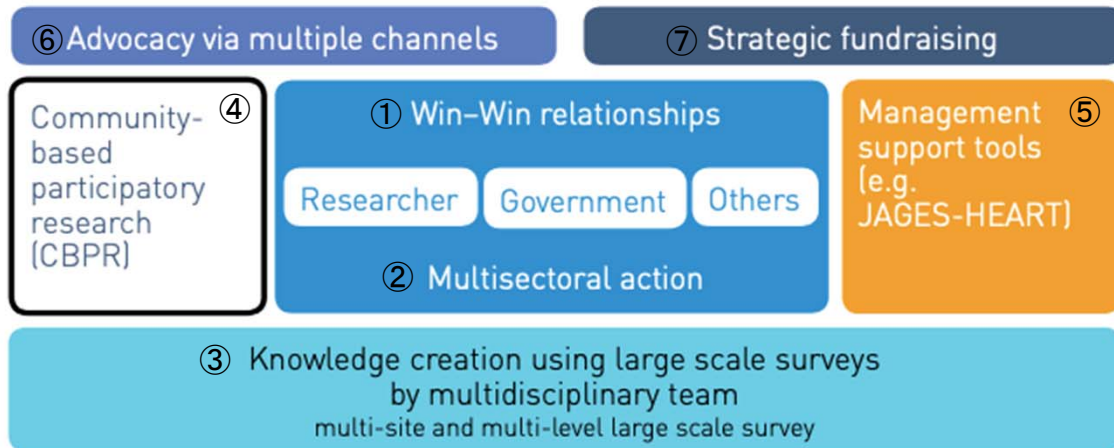 ⑥ Advocacy via multiple channels
⑦ Strategic fundraising
④
Community-
based
participatory
research
(CBPR)
① Win–Win relationships
Researcher
Government
Others
② Multisectoral action
Management ⑤
support tools
(e.g.
JAGES-HEART)
③ Knowledge creation using large scale surveys
by multidisciplinary team
multi-site and multi-level large scale survey